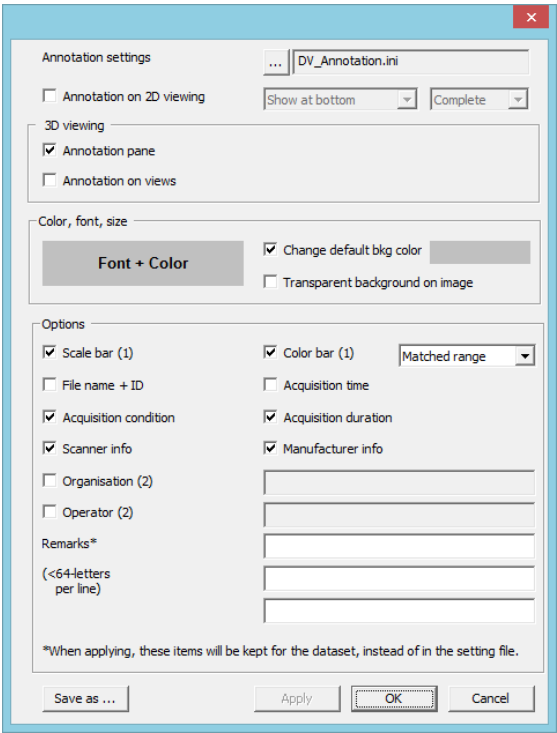 Annotation settings ... DV_Annotation.ini
Annotation on 2D viewing Show at bottom Complete
3D viewing
Annotation pane
Annotation on views
Color, font, size
Font + Color Change default bkg color
Transparent background on image
Options
Scale bar (1) Color bar (1) Matched range
File name + ID Acquisition time
Acquisition condition Acquisition duration
Scanner info Manufacturer info
Organisation (2)
Operator (2)
Remarks*
(<64-letters
per line)
*When applying, these items will be kept for the dataset, instead of in the setting file.
Save as ... Apply OK Cancel